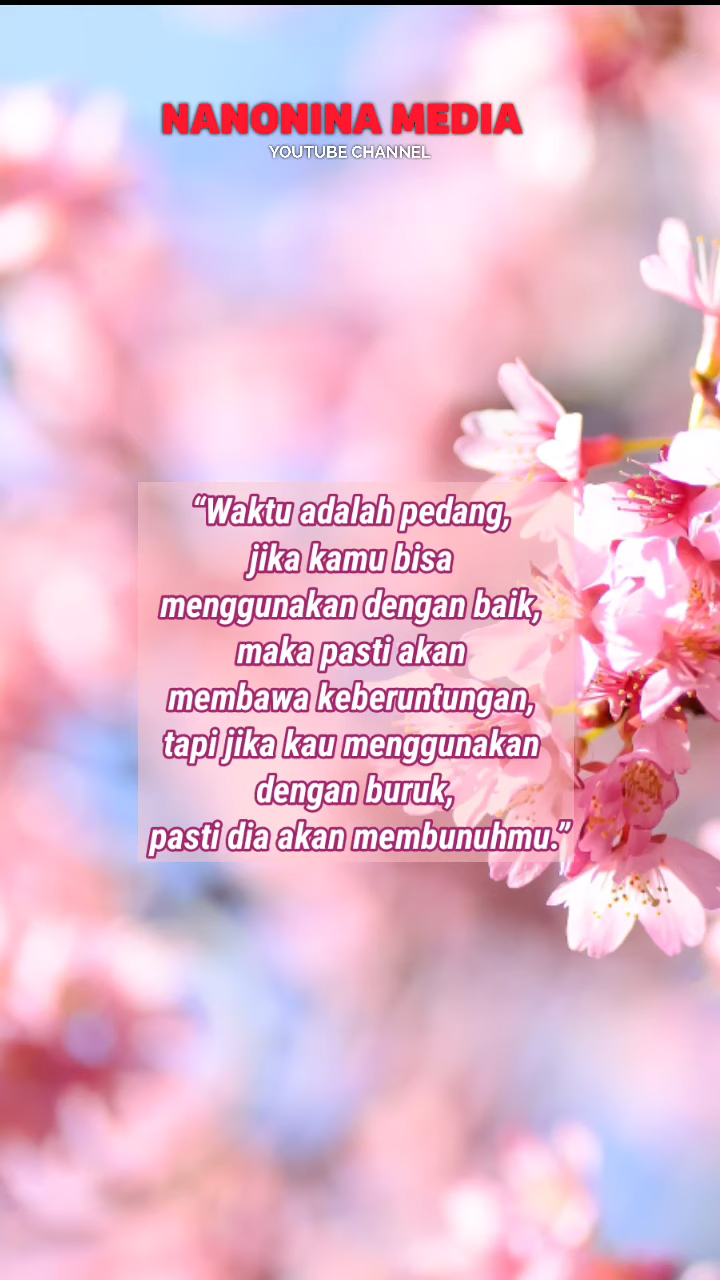 NANONINA MEDIA
YOUTUBE CHANNEL
“Waktu adalah pedang,
jika kamu bisa
menggunakan dengan baik,
maka pasti akan
membawa keberuntungan,
tapi jika kau menggunakan
dengan buruk,
pasti dia akan membunuhmu.”